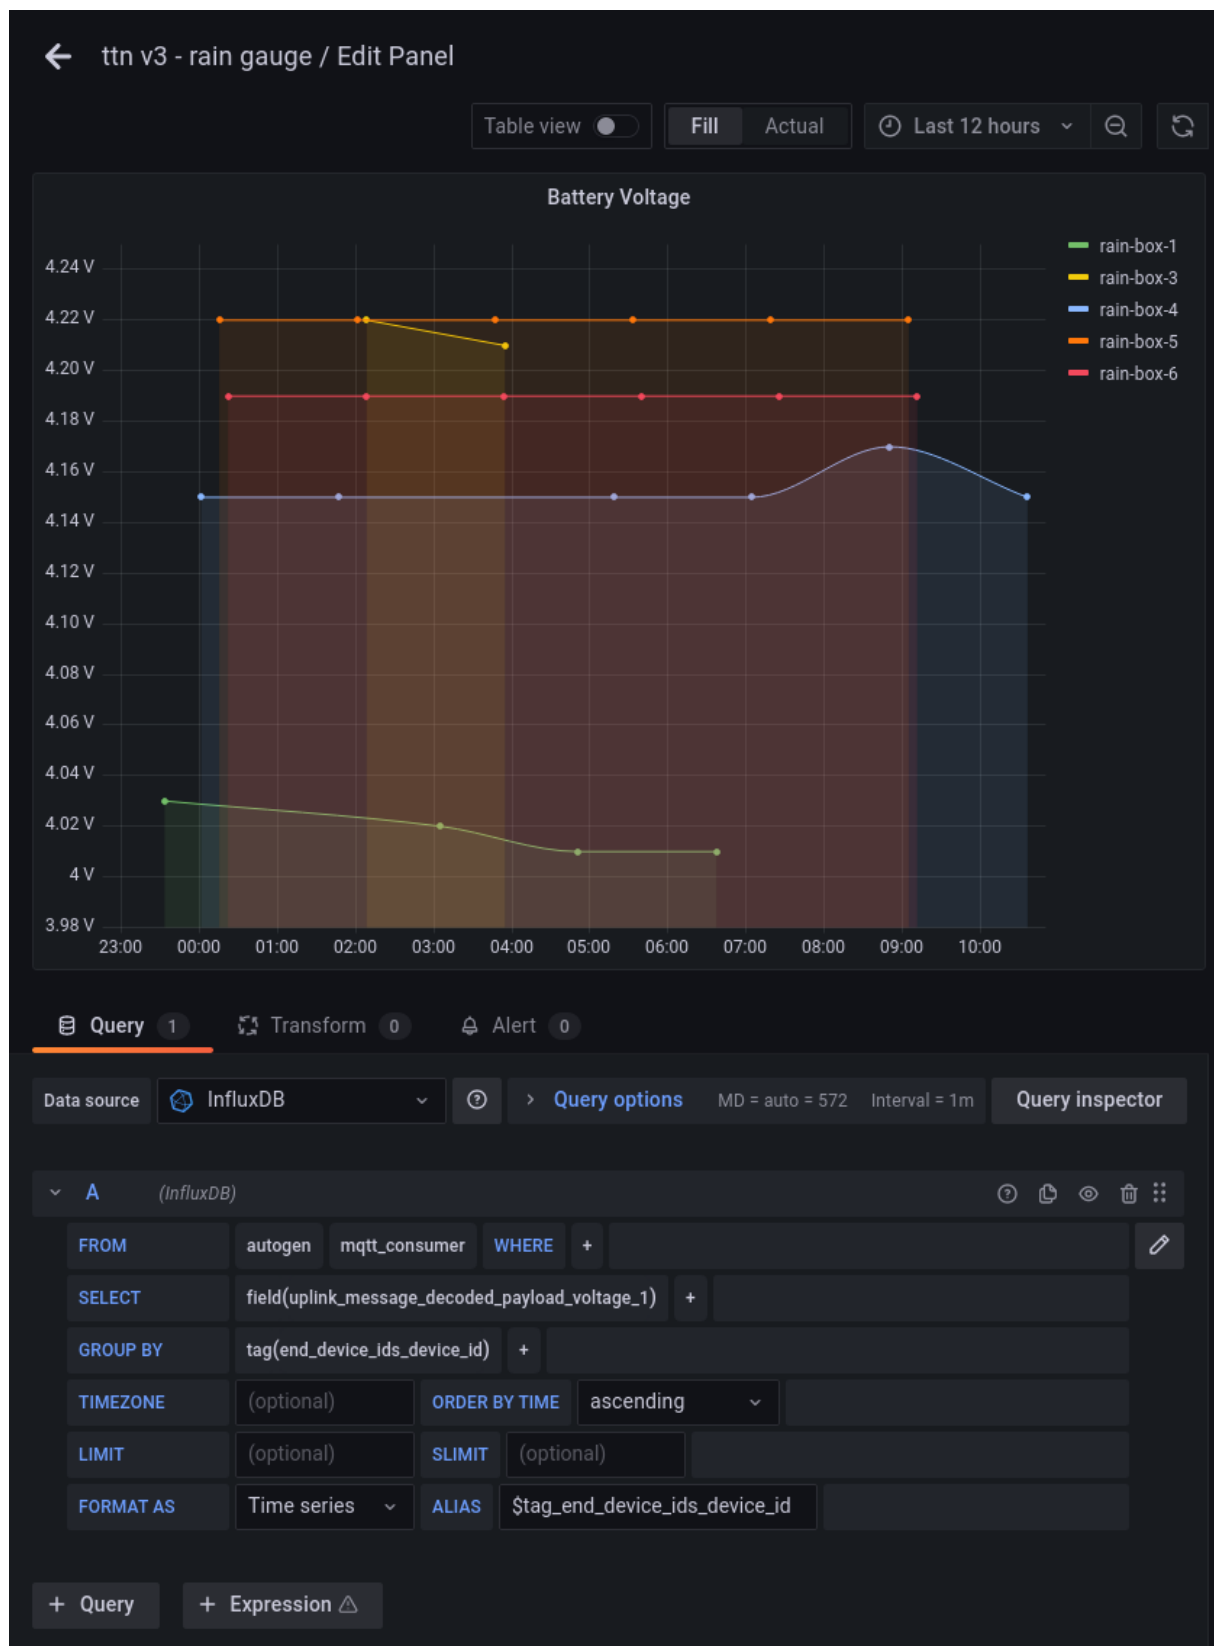 ttn v3 - rain gauge / Edit Panel
Table view Fill Actual Last 12 hours
Battery Voltage
rain-box-1
rain-box-3
rain-box-4
rain-box-5
rain-box-6
4.24 V
4.22 V
4.20 V
4.18 V
4.16 V
4.14 V
4.12 V
4.10 V
4.08 V
4.06 V
4.04 V
4.02 V
4 V
3.98 V
23:00 00:00 01:00 02:00 03:00 04:00 05:00 06:00 07:00 08:00 09:00 10:00
Query 1 Transform 0 Alert 0
Data source InfluxDB Query options MD = auto = 572 Interval = 1m Query inspector
A (InfluxDB)
FROM autogen mqtt_consumer WHERE +
SELECT field(uplink_message_decoded_payload_voltage_1) +
GROUP BY tag(end_device_ids_device_id) +
TIMEZONE (optional) ORDER BY TIME ascending
LIMIT (optional) SLIMIT (optional)
FORMAT AS Time series ALIAS $tag_end_device_ids_device_id
+ Query + Expression